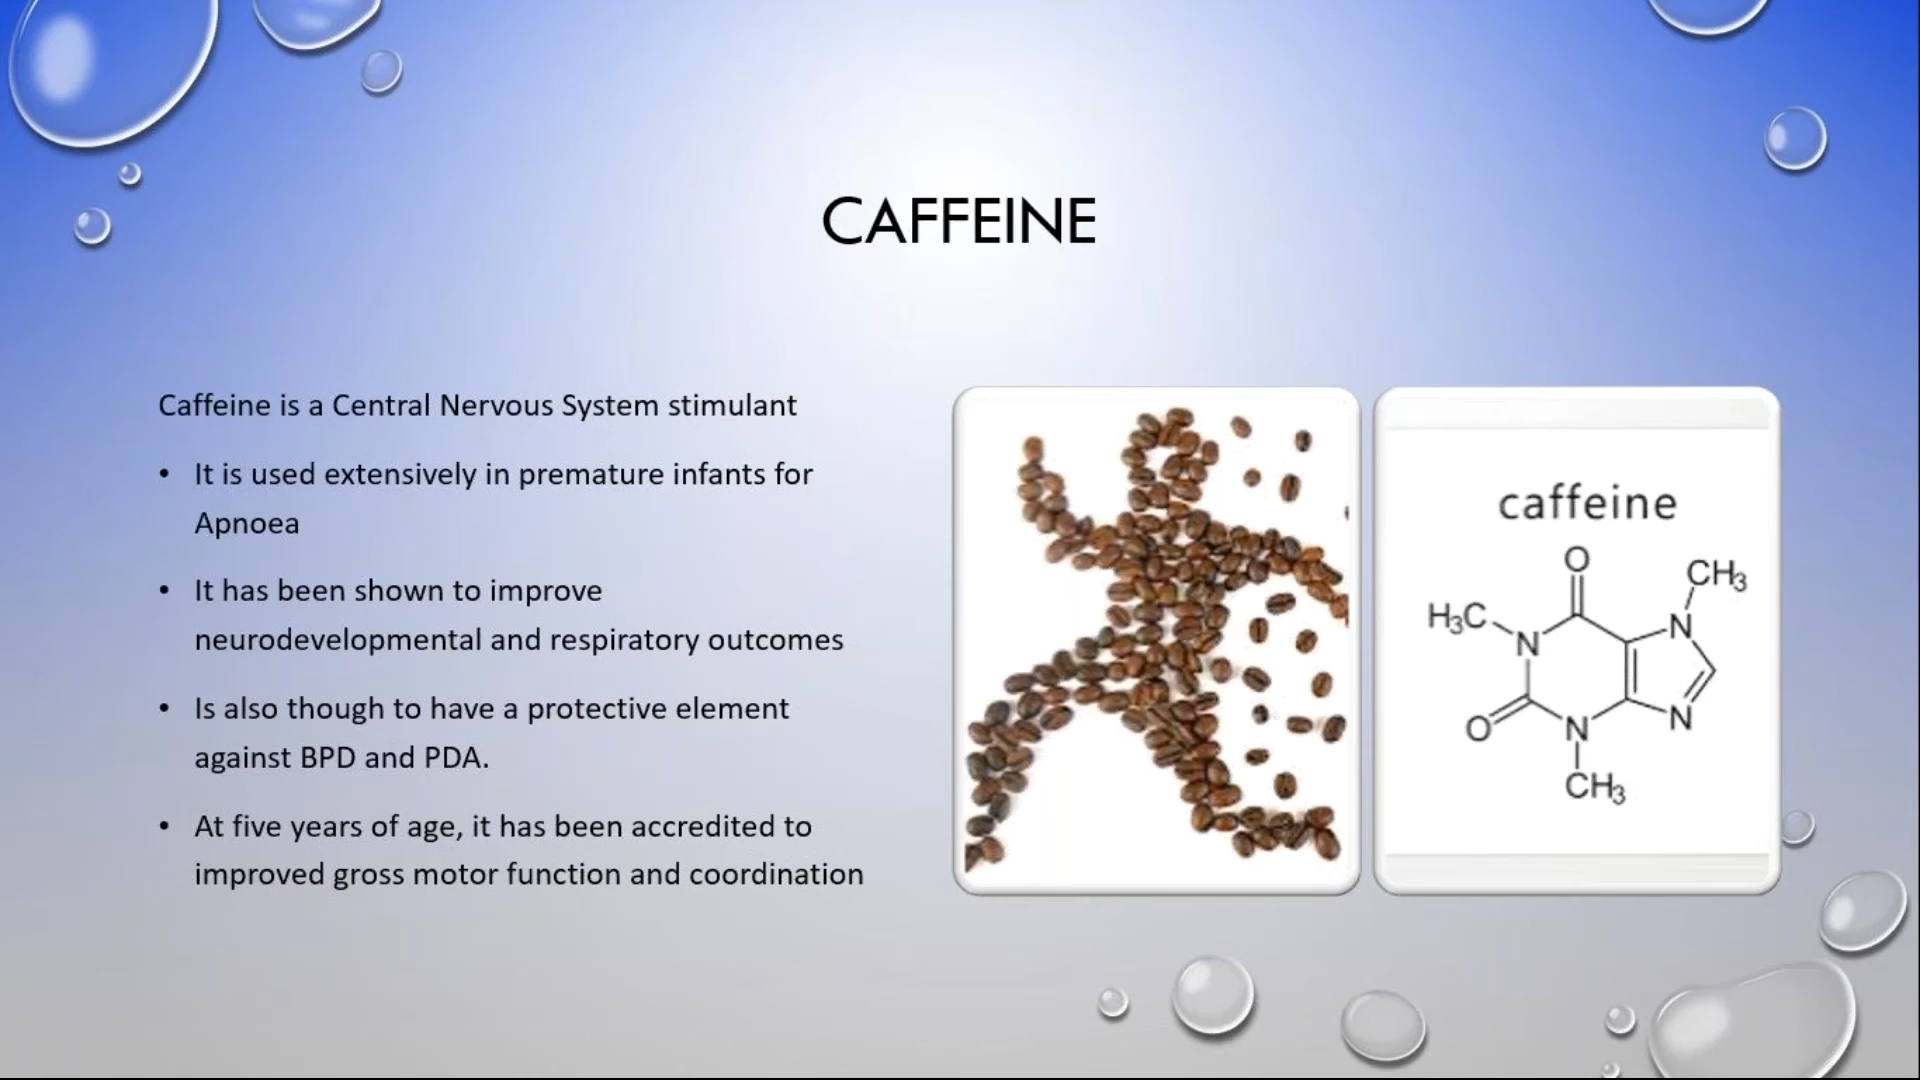 CAFFEINE
Caffeine is a Central Nervous System stimulant
• It is used extensively in premature infants for
Apnoea
• It has been shown to improve
neurodevelopmental and respiratory outcomes
• Is also though to have a protective element
against BPD and PDA.
• At five years of age, it has been accredited to
improved gross motor function and coordination
caffeine
O
CH₃
H₃C
N
N
O
N
N
CH₃